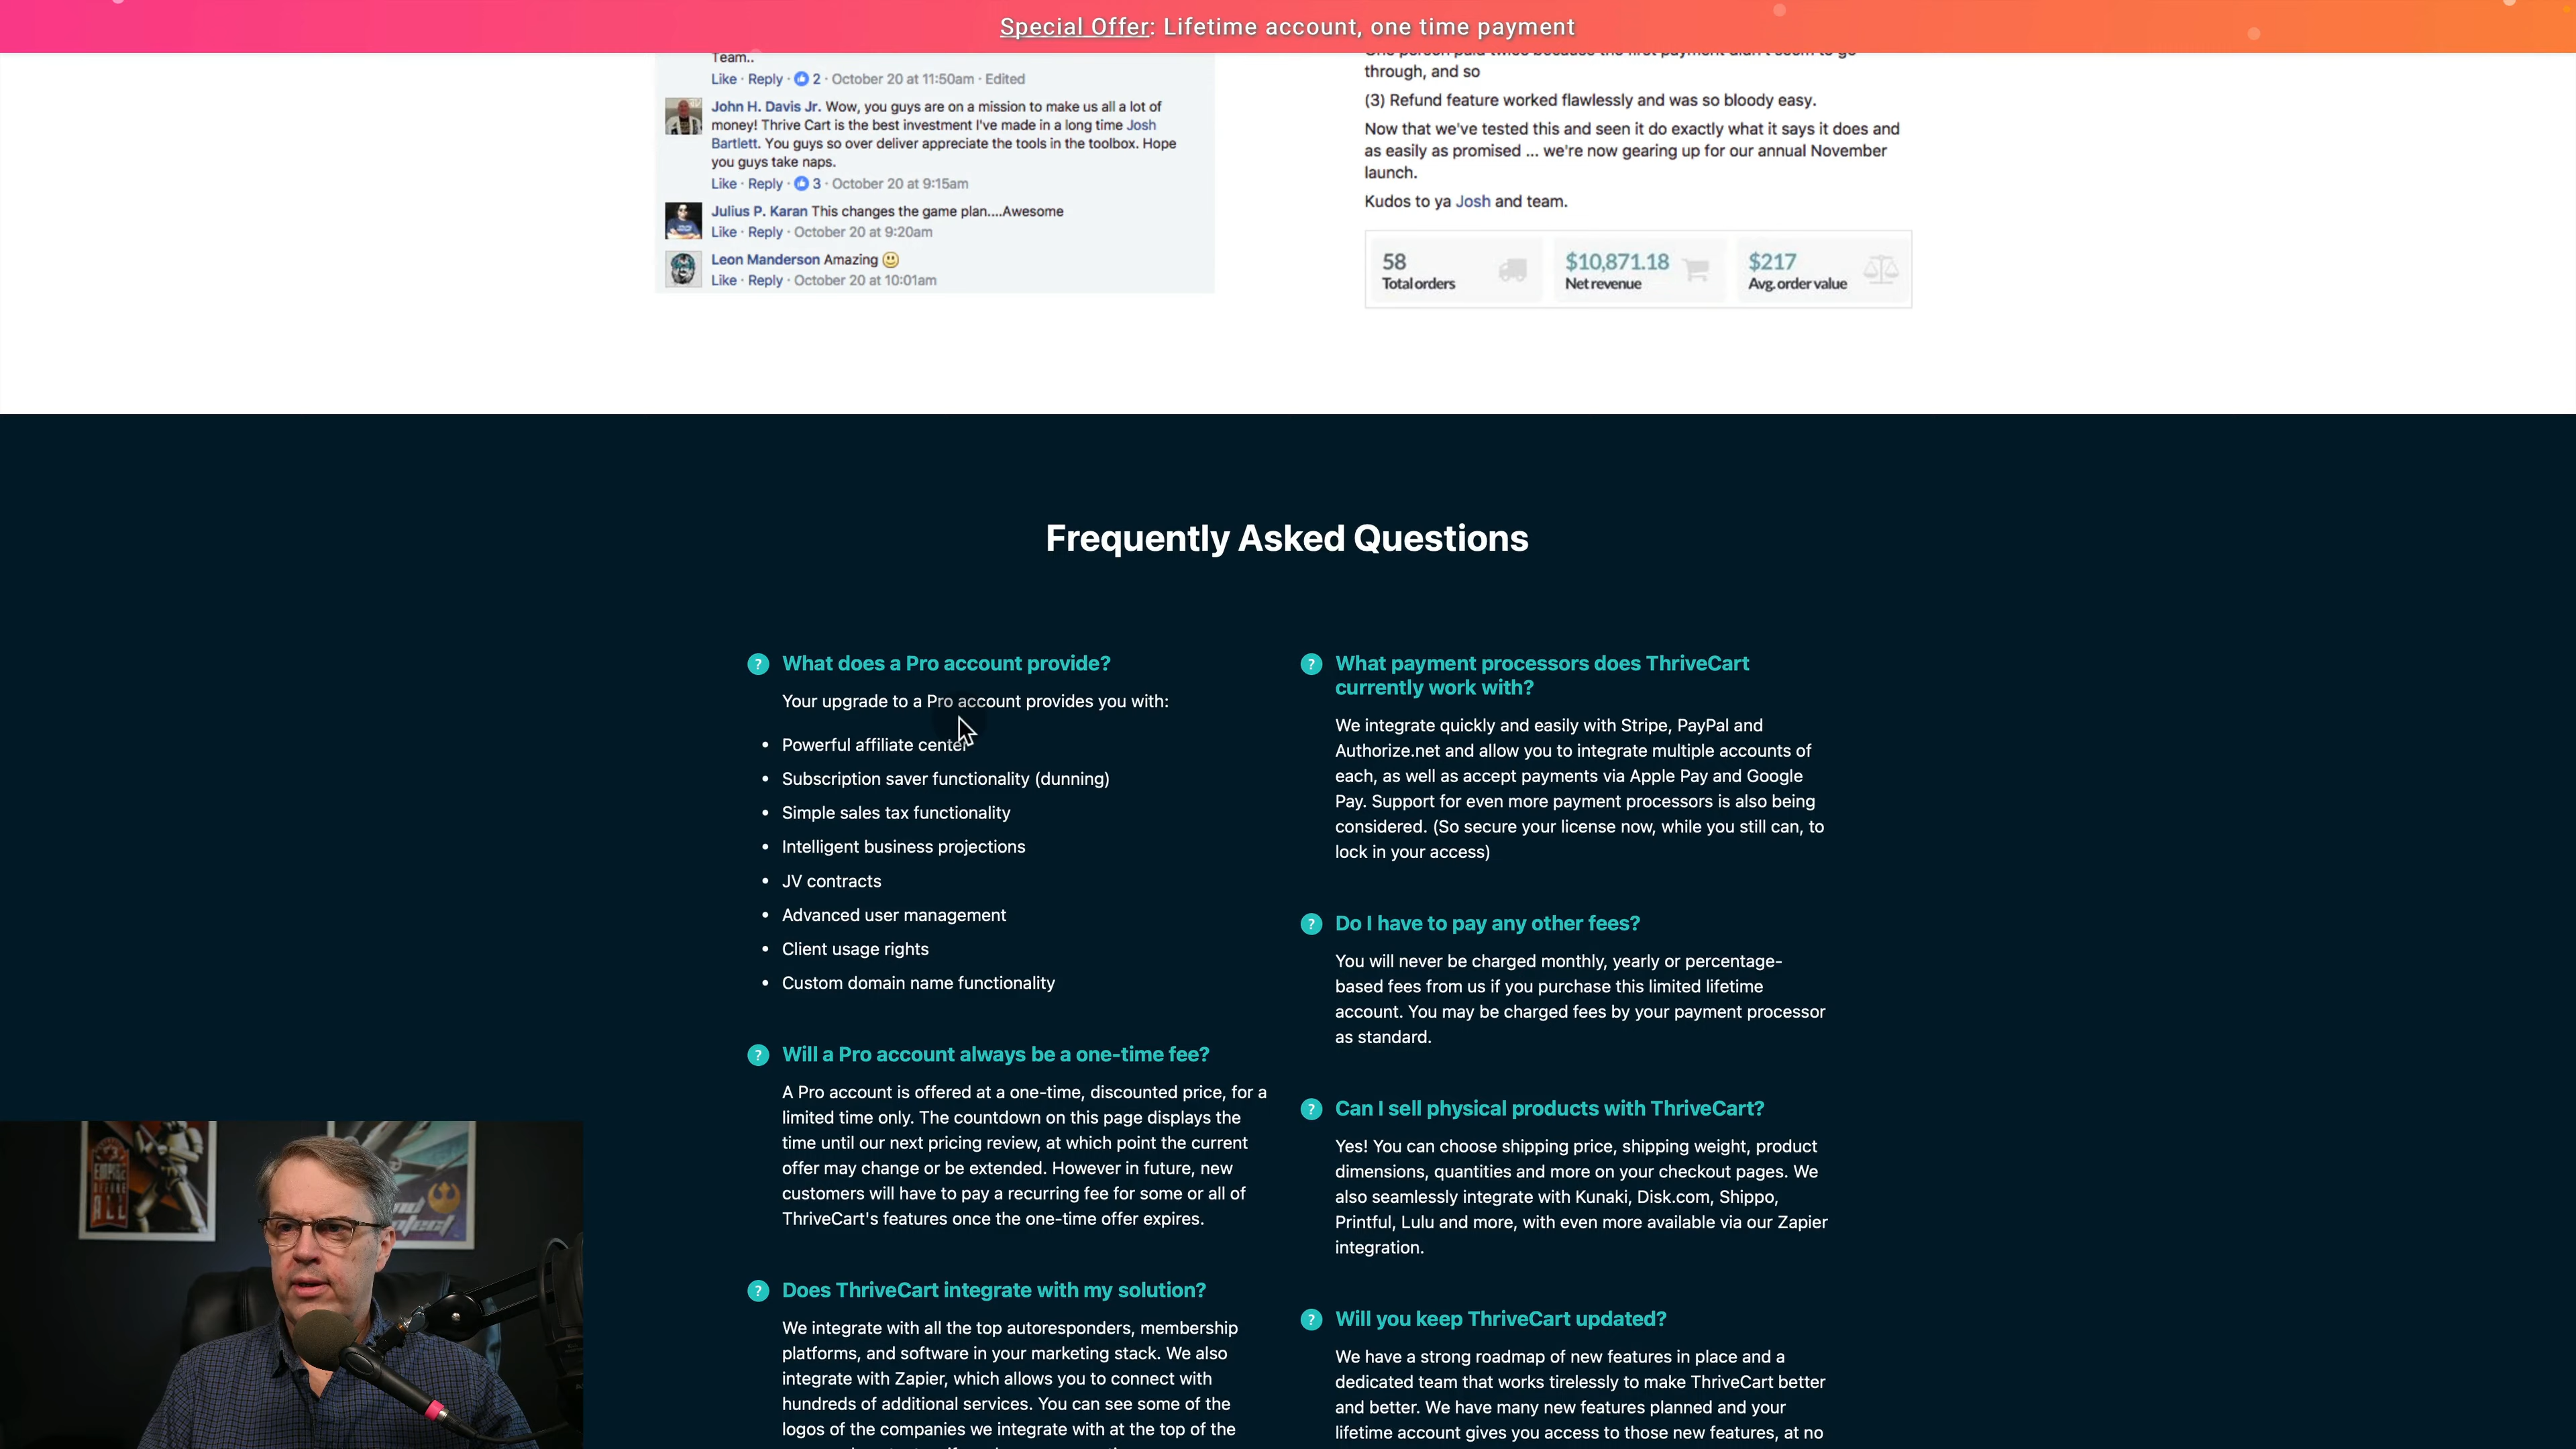 Special Offer: Lifetime account, one time payment
Team..
Like · Reply · 2 · October 20 at 11:50am · Edited
John H. Davis Jr. Wow, you guys are on a mission to make us all a lot of
money! Thrive Cart is the best investment I've made in a long time Josh
Bartlett. You guys so over deliver appreciate the tools in the toolbox. Hope
you guys take naps.
Like · Reply · 3 · October 20 at 9:15am
Julius P. Karan This changes the game plan....Awesome
Like · Reply · October 20 at 9:20am
Leon Manderson Amazing
Like · Reply · October 20 at 10:01am
One person paid twice because the first payment didn't seem to go
through, and so
(3) Refund feature worked flawlessly and was so bloody easy.
Now that we've tested this and seen it do exactly what it says it does and
as easily as promised ... we're now gearing up for our annual November
launch.
Kudos to ya Josh and team.
58
Total orders
$10,871.18
Net revenue
$217
Avg. order value
Frequently Asked Questions
? What does a Pro account provide?
Your upgrade to a Pro account provides you with:
• Powerful affiliate center
• Subscription saver functionality (dunning)
• Simple sales tax functionality
• Intelligent business projections
• JV contracts
• Advanced user management
• Client usage rights
• Custom domain name functionality
? Will a Pro account always be a one-time fee?
A Pro account is offered at a one-time, discounted price, for a
limited time only. The countdown on this page displays the
time until our next pricing review, at which point the current
offer may change or be extended. However in future, new
customers will have to pay a recurring fee for some or all of
ThriveCart's features once the one-time offer expires.
? Does ThriveCart integrate with my solution?
We integrate with all the top autoresponders, membership
platforms, and software in your marketing stack. We also
integrate with Zapier, which allows you to connect with
hundreds of additional services. You can see some of the
logos of the companies we integrate with at the top of the
? What payment processors does ThriveCart
currently work with?
We integrate quickly and easily with Stripe, PayPal and
Authorize.net and allow you to integrate multiple accounts of
each, as well as accept payments via Apple Pay and Google
Pay. Support for even more payment processors is also being
considered. (So secure your license now, while you still can, to
lock in your access)
? Do I have to pay any other fees?
You will never be charged monthly, yearly or percentage-
based fees from us if you purchase this limited lifetime
account. You may be charged fees by your payment processor
as standard.
? Can I sell physical products with ThriveCart?
Yes! You can choose shipping price, shipping weight, product
dimensions, quantities and more on your checkout pages. We
also seamlessly integrate with Kunaki, Disk.com, Shippo,
Printful, Lulu and more, with even more available via our Zapier
integration.
? Will you keep ThriveCart updated?
We have a strong roadmap of new features in place and a
dedicated team that works tirelessly to make ThriveCart better
and better. We have many new features planned and your
lifetime account gives you access to those new features, at no